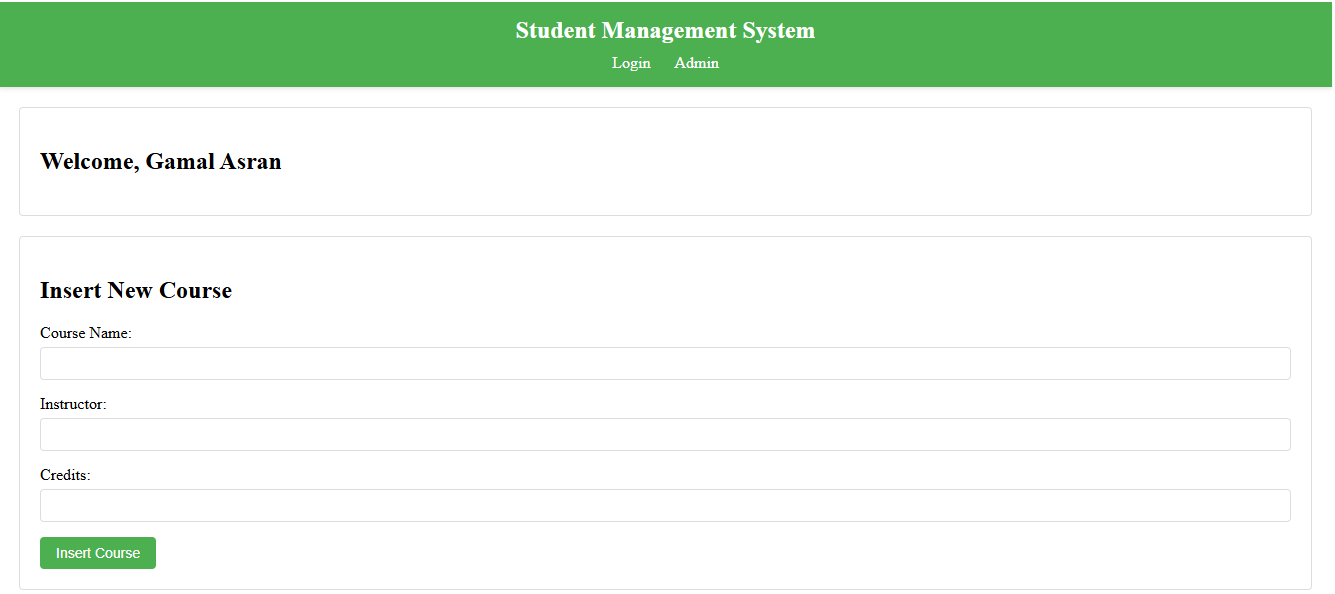 Student Management System
Login Admin
Welcome, Gamal Asran
Insert New Course
Course Name:
Instructor:
Credits:
Insert Course